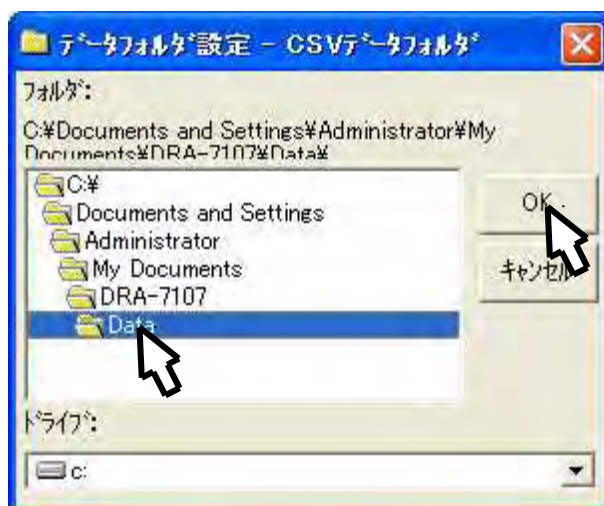 ﾃﾞｰﾀﾌｫﾙﾀﾞ設定 - CSVﾃﾞｰﾀﾌｫﾙﾀﾞ
ﾌｫﾙﾀﾞ:
C:¥Documents and Settings¥Administrator¥My
Documents¥DRA-7107¥Data¥
C:¥
Documents and Settings
Administrator
My Documents
DRA-7107
Data
OK
ｷｬﾝｾﾙ
ﾄﾞﾗｲﾌﾞ:
c: